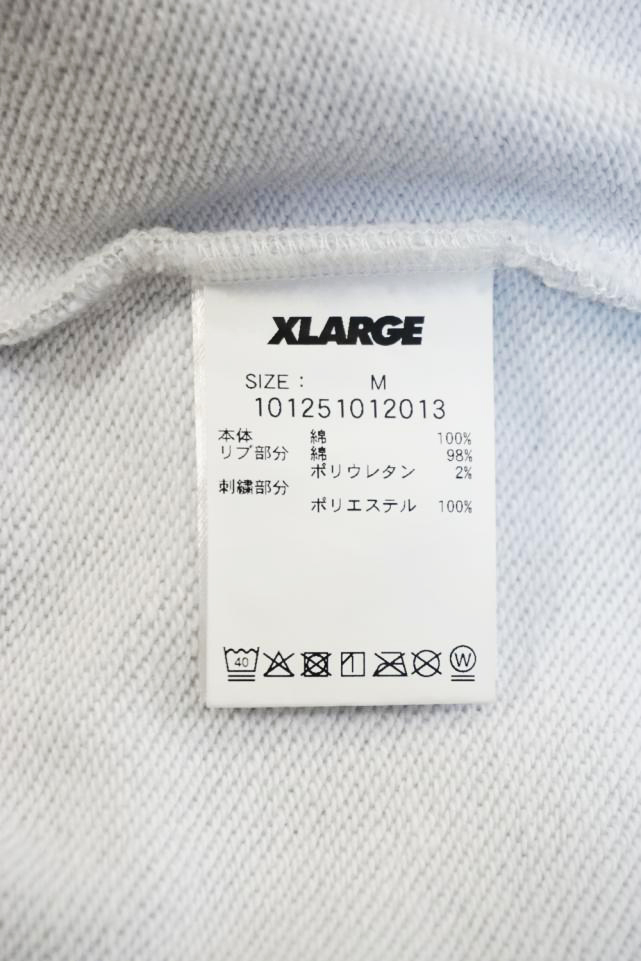 XLARGE
SIZE : M
101251012013
本体 綿 100%
リブ部分 綿 98%
ポリウレタン 2%
刺繍部分
ポリエステル 100%
40
W